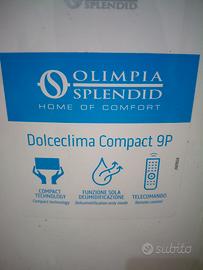 OLIMPIA
SPLENDID
HOME OF COMFORT
Dolceclima Compact 9P
COMPACT
TECHNOLOGY
Compact technology
FUNZIONE SOLA
DEUMIDIFICAZIONE
Dehumidification only mode
TELECOMANDO
Remote control
subito